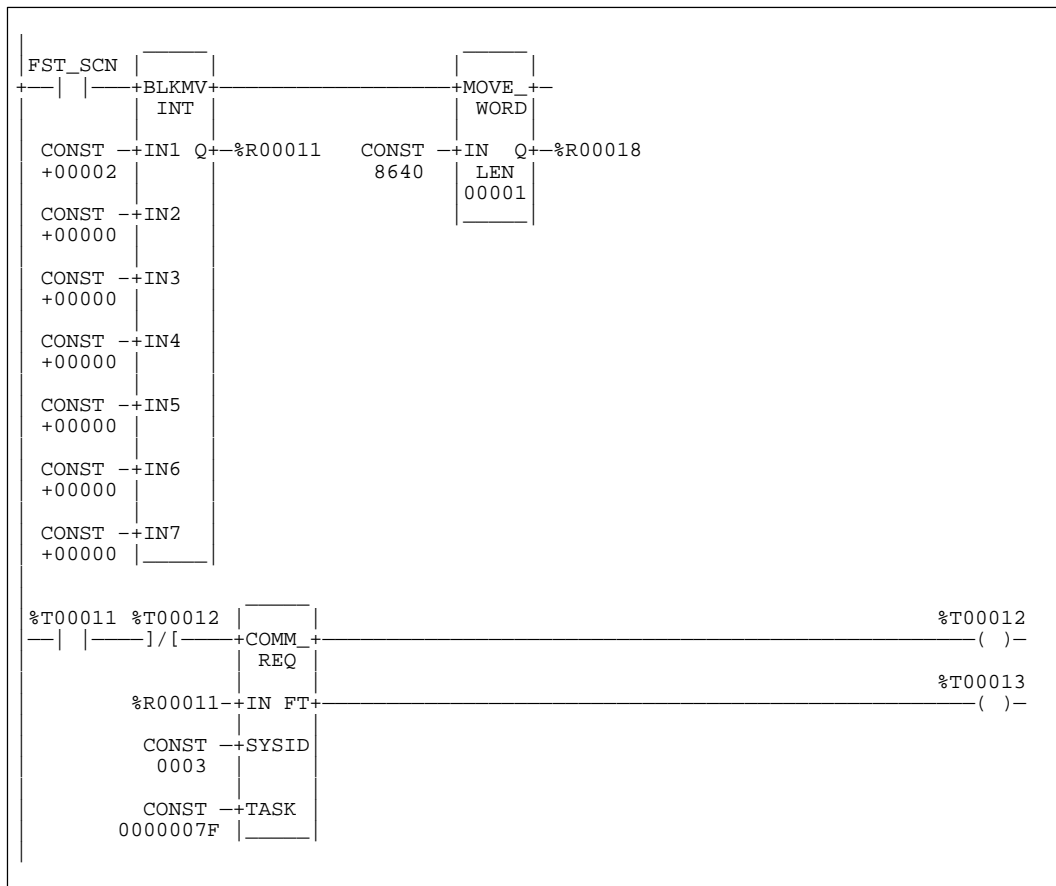 FST_SCN
BLKMV MOVE_
INT WORD
CONST IN1 Q %R00011 CONST IN Q %R00018
+00002 8640 LEN
00001
CONST IN2
+00000
CONST IN3
+00000
CONST IN4
+00000
CONST IN5
+00000
CONST IN6
+00000
CONST IN7
+00000
%T00011 %T00012 %T00012
COMM_
REQ
%T00013
%R00011 IN FT
CONST SYSID
0003
CONST TASK
0000007F